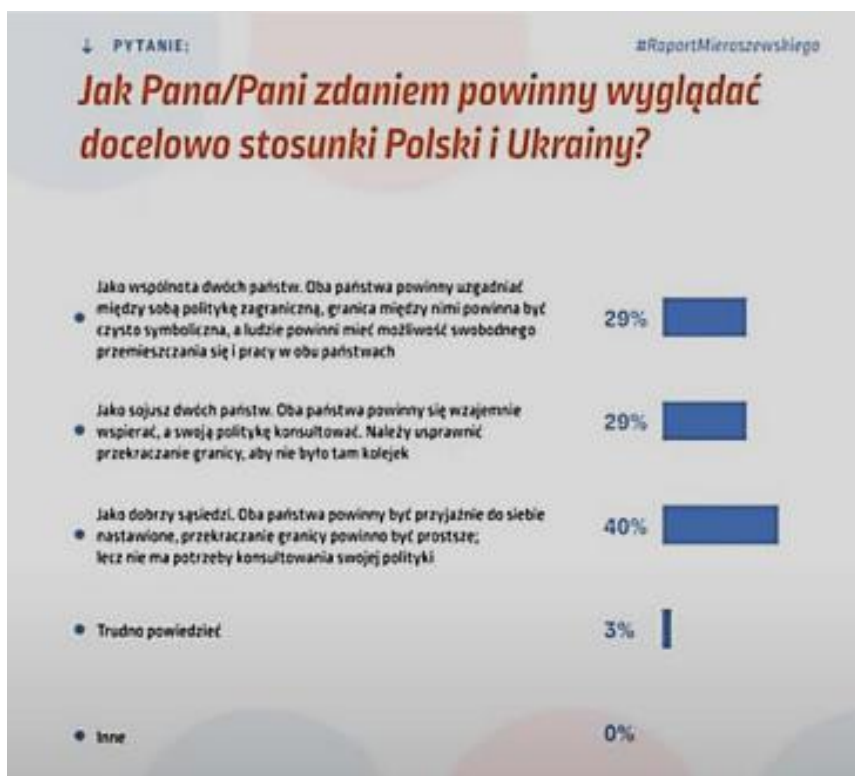 ↓ PYTANIE:
#RaportMieroszewskiego
Jak Pana/Pani zdaniem powinny wyglądać
docelowo stosunki Polski i Ukrainy?
Jako wspólnota dwóch państw. Oba państwa powinny uzgadniać
między sobą politykę zagraniczną, granica między nimi powinna być
czysto symboliczna, a ludzie powinni mieć możliwość swobodnego
przemieszczania się i pracy w obu państwach
29%
Jako sojusz dwóch państw. Oba państwa powinny się wzajemnie
wspierać, a swoją politykę konsultować. Należy usprawnić
przekraczanie granicy, aby nie było tam kolejek
29%
Jako dobrzy sąsiedzi. Oba państwa powinny być przyjaźnie do siebie
nastawione, przekraczanie granicy powinno być prostsze;
lecz nie ma potrzeby konsultowania swojej polityki
40%
Trudno powiedzieć
3%
Inne
0%